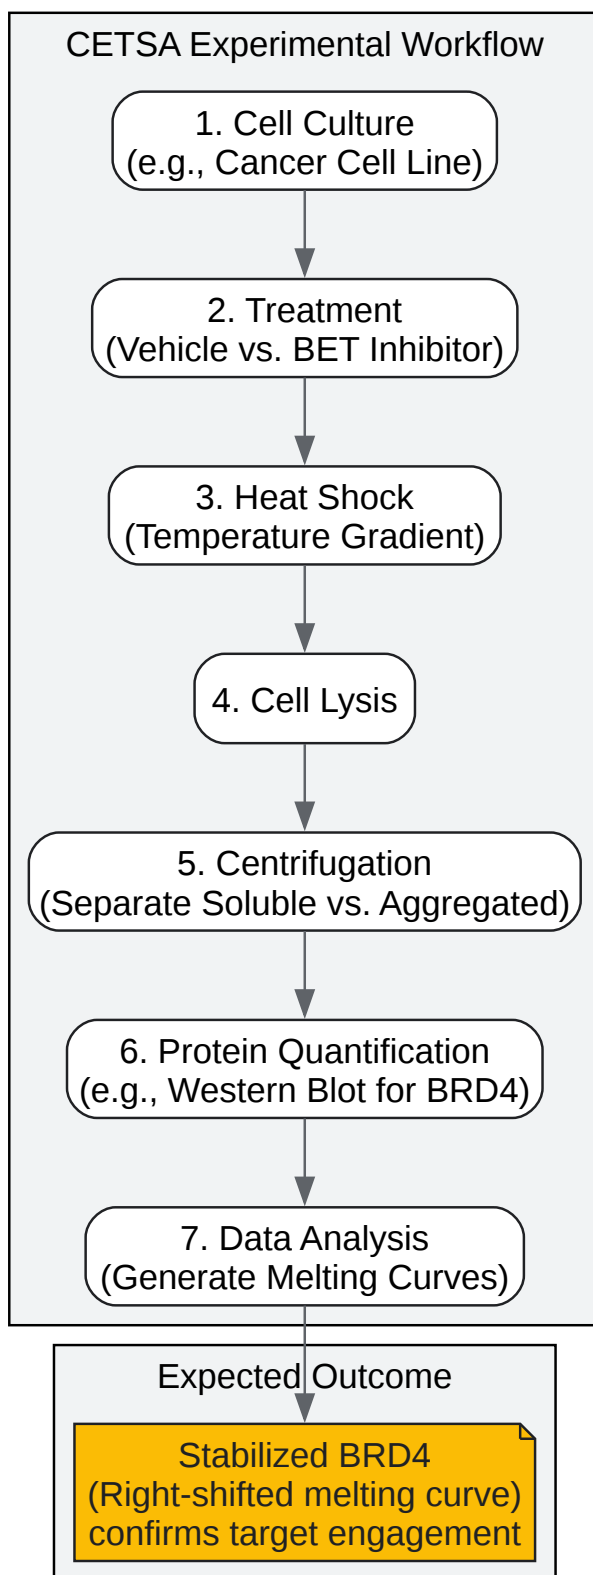 CETSA Experimental Workflow
1. Cell Culture
(e.g., Cancer Cell Line)
2. Treatment
(Vehicle vs. BET Inhibitor)
3. Heat Shock
(Temperature Gradient)
4. Cell Lysis
5. Centrifugation
(Separate Soluble vs. Aggregated)
6. Protein Quantification
(e.g., Western Blot for BRD4)
7. Data Analysis
(Generate Melting Curves)
Expected Outcome
Stabilized BRD4
(Right-shifted melting curve)
confirms target engagement